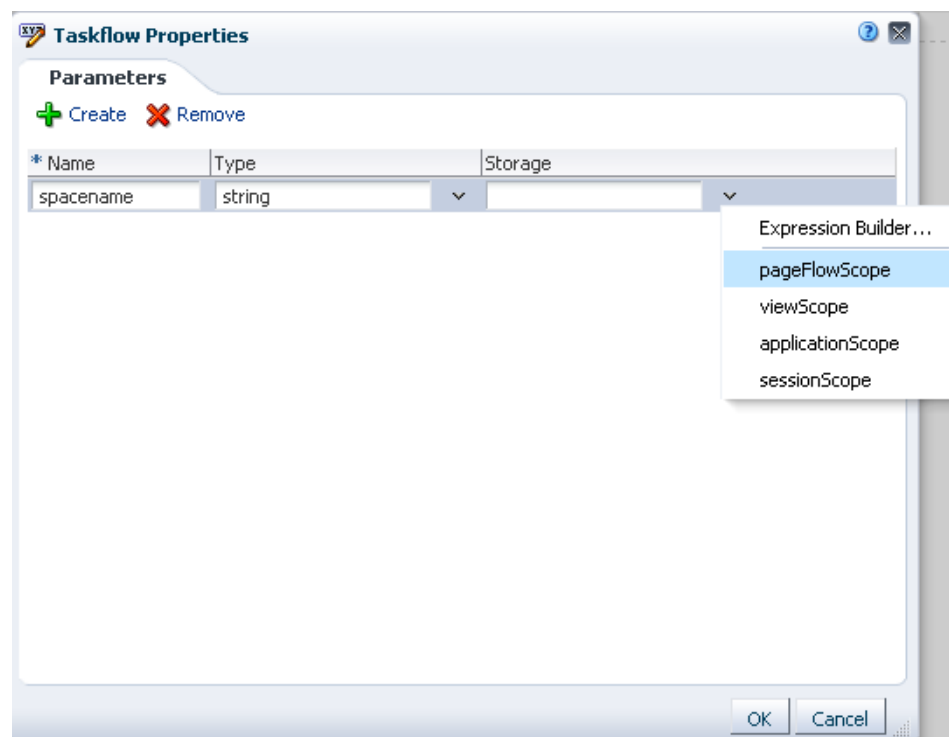 Taskflow Properties
Parameters
Create Remove
* Name Type Storage
spacename string
Expression Builder...
pageFlowScope
viewScope
applicationScope
sessionScope
OK Cancel